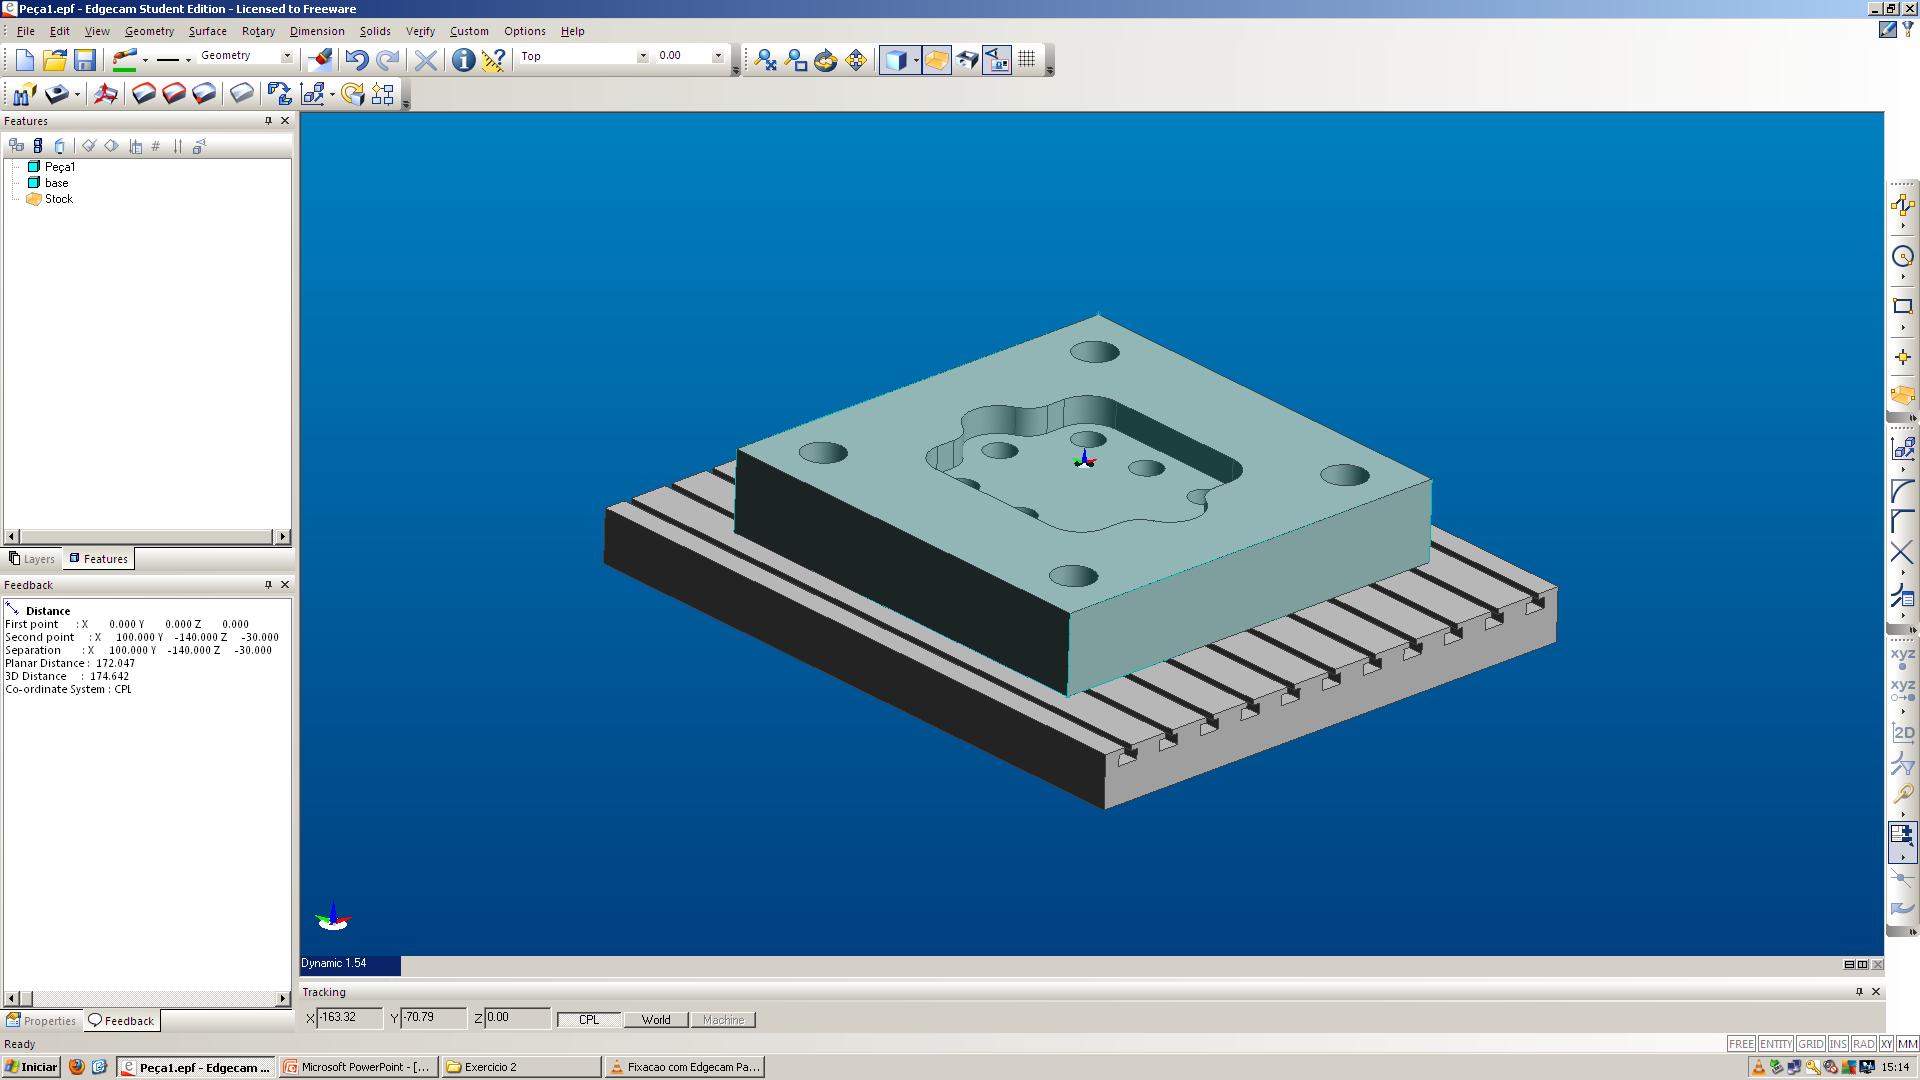 Peça1.epf - Edgecam Student Edition - Licensed to Freeware
File Edit View Geometry Surface Rotary Dimension Solids Verify Custom Options Help
Geometry Top 0.00
Features
Peça1
base
Stock
Layers Features
Feedback
Distance
First point : X 0.000 Y 0.000 Z 0.000
Second point : X 100.000 Y -140.000 Z -30.000
Separation : X 100.000 Y -140.000 Z -30.000
Planar Distance : 172.047
3D Distance : 174.642
Co-ordinate System : CPL
xyz
xyz
2D
Dynamic 1.54
Tracking
X -163.32 Y -70.79 Z 0.00 CPL World Machine
Properties Feedback
Ready
FREE ENTITY GRID INS RAD XY MM
Iniciar Peça1.epf - Edgecam ... Microsoft PowerPoint - [... Exercicio 2 Fixacao com Edgecam Pa... 15:14